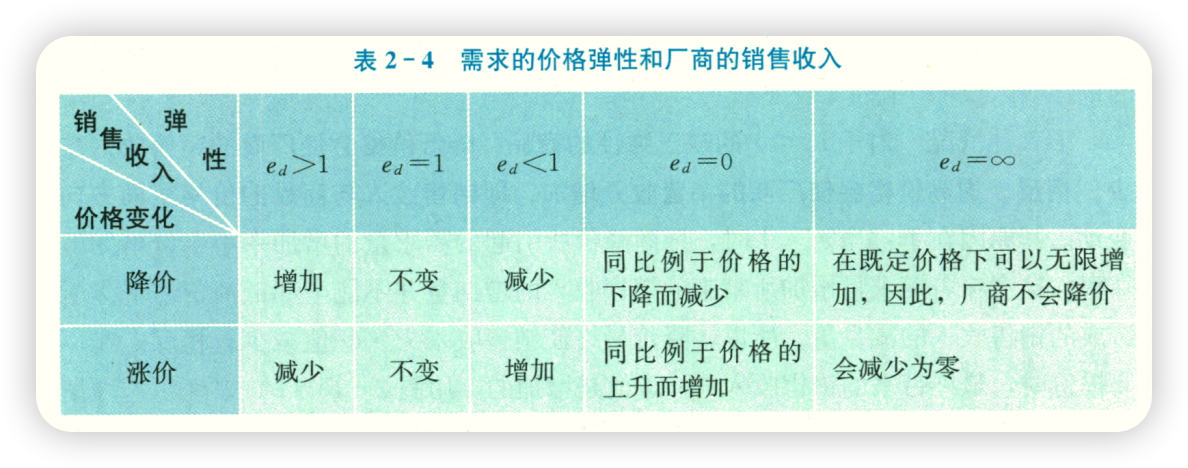 表 2-4 需求的价格弹性和厂商的销售收入
销售收入
弹性
价格变化
e_d>1
e_d=1
e_d<1
e_d=0
e_d=∞
降价
增加
不变
减少
同比例于价格的
下降而减少
在既定价格下可以无限增
加，因此，厂商不会降价
涨价
减少
不变
增加
同比例于价格的
上升而增加
会减少为零